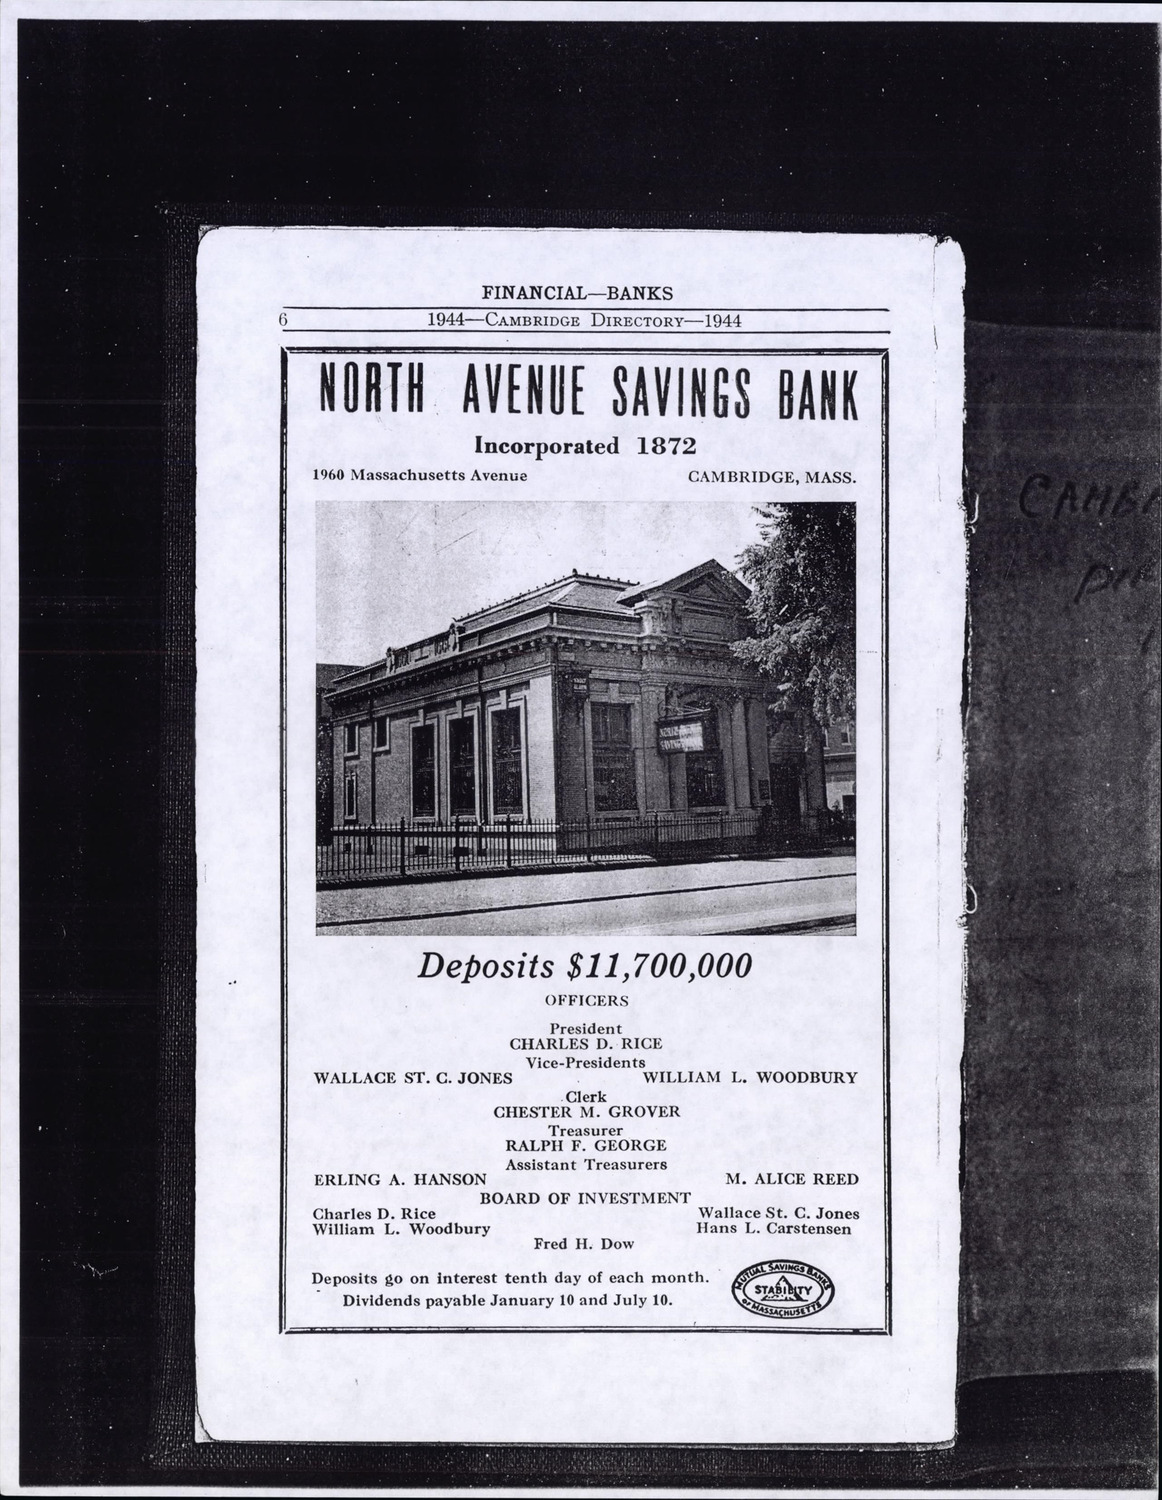 FINANCIAL—BANKS
6 1944—CAMBRIDGE DIRECTORY—1944
NORTH AVENUE SAVINGS BANK
Incorporated 1872
1960 Massachusetts Avenue CAMBRIDGE, MASS.
Deposits $11,700,000
OFFICERS
President
CHARLES D. RICE
Vice-Presidents
WALLACE ST. C. JONES WILLIAM L. WOODBURY
Clerk
CHESTER M. GROVER
Treasurer
RALPH F. GEORGE
Assistant Treasurers
ERLING A. HANSON M. ALICE REED
BOARD OF INVESTMENT
Charles D. Rice Wallace St. C. Jones
William L. Woodbury Hans L. Carstensen
Fred H. Dow
Deposits go on interest tenth day of each month.
Dividends payable January 10 and July 10.
MUTUAL SAVINGS BANKS
STABILITY
OF MASSACHUSETTS